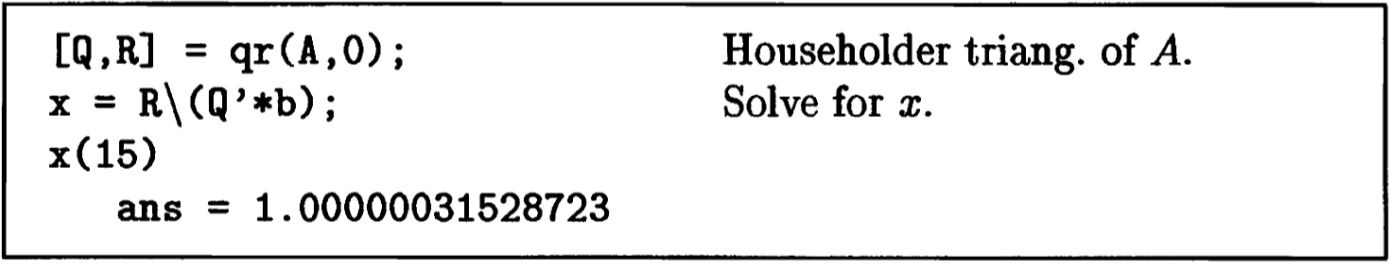 [Q,R] = qr(A,0); Householder triang. of A.
x = R\(Q’*b); Solve for x.
x(15)
ans = 1.00000031528723